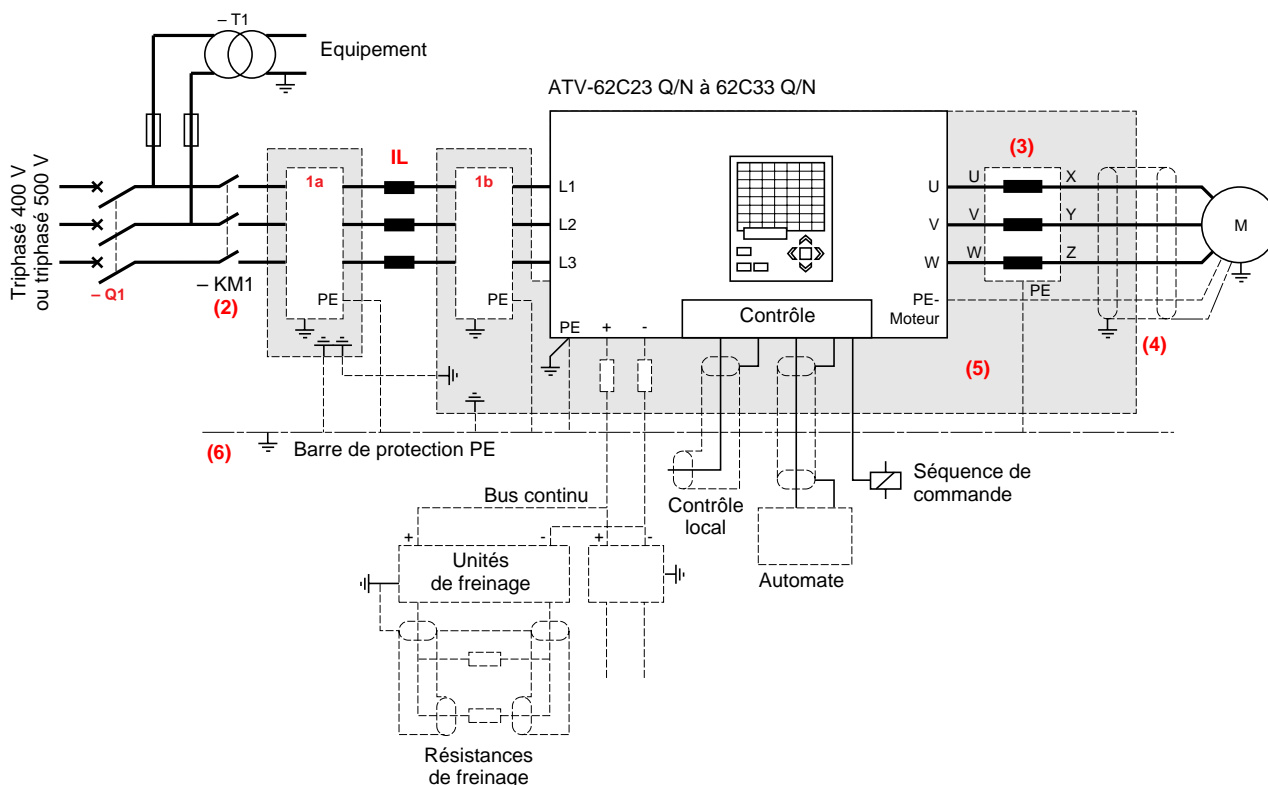 – T1
Equipement
ATV-62C23 Q/N à 62C33 Q/N
Triphasé 400 V
ou triphasé 500 V
– Q1
– KM1
(2)
1a
PE
IL
1b
PE
L1
L2
L3
PE
+
-
Contrôle
U
V
W
PE-
Moteur
(3)
U
V
W
X
Y
Z
PE
M
(4)
(5)
(6)
Barre de protection PE
Bus continu
+
-
Unités
de freinage
+
-
Contrôle
local
Automate
Séquence de
commande
Résistances
de freinage